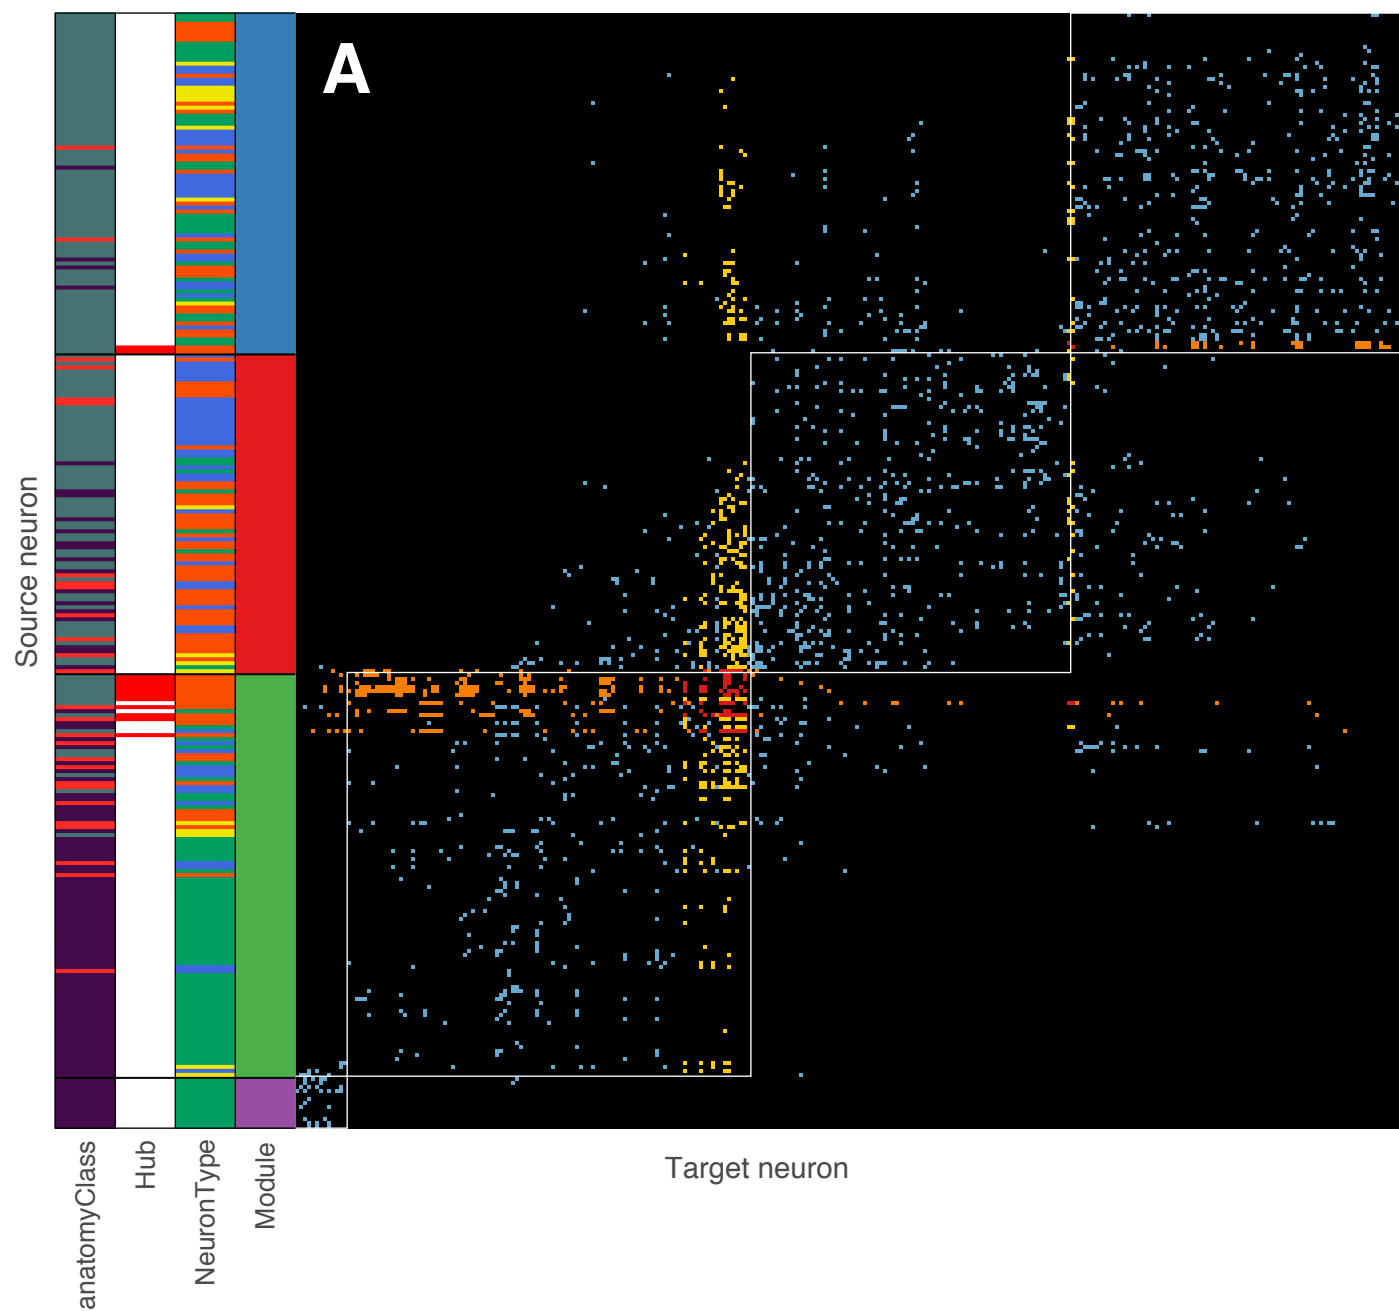 A
Source neuron
Target neuron
anatomyClass
Hub
NeuronType
Module